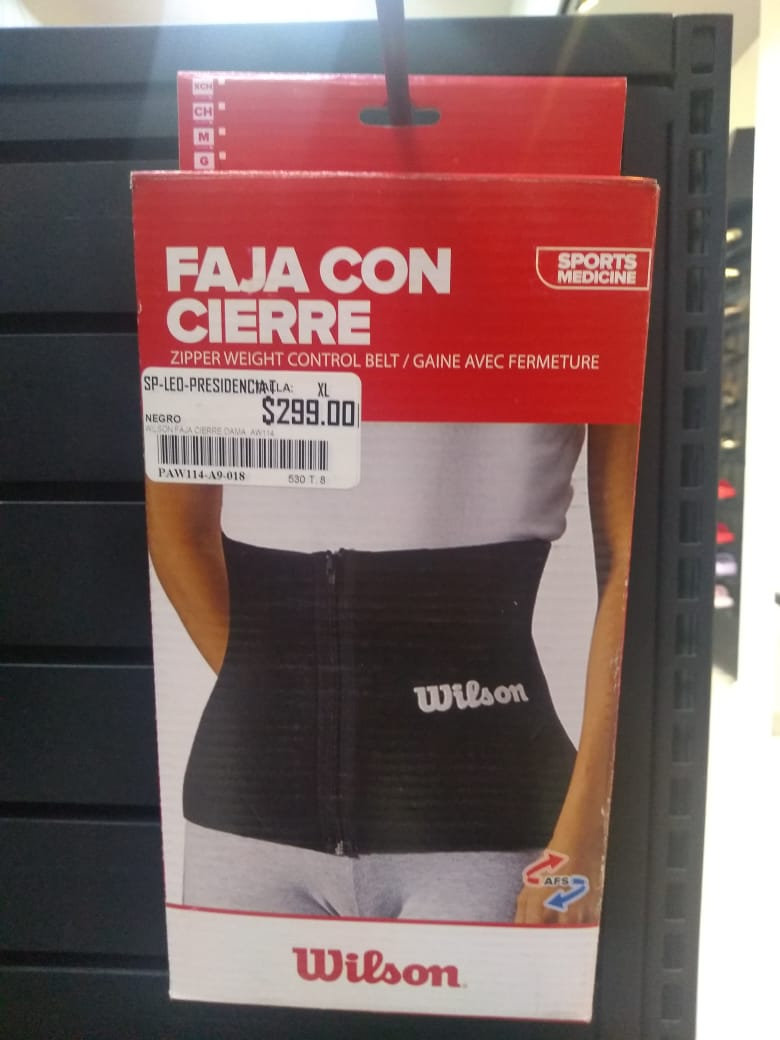 XCH
CH
M
G
FAJA CON
CIERRE
SPORTS
MEDICINE
ZIPPER WEIGHT CONTROL BELT / GAINE AVEC FERMETURE
SP-LEO-PRESIDENCIA XL
$299.00
NEGRO
WILSON FAJA CIERRE DAMA AW114
PAW114-A9-018 530 T. 8
Wilson
AFS
Wilson